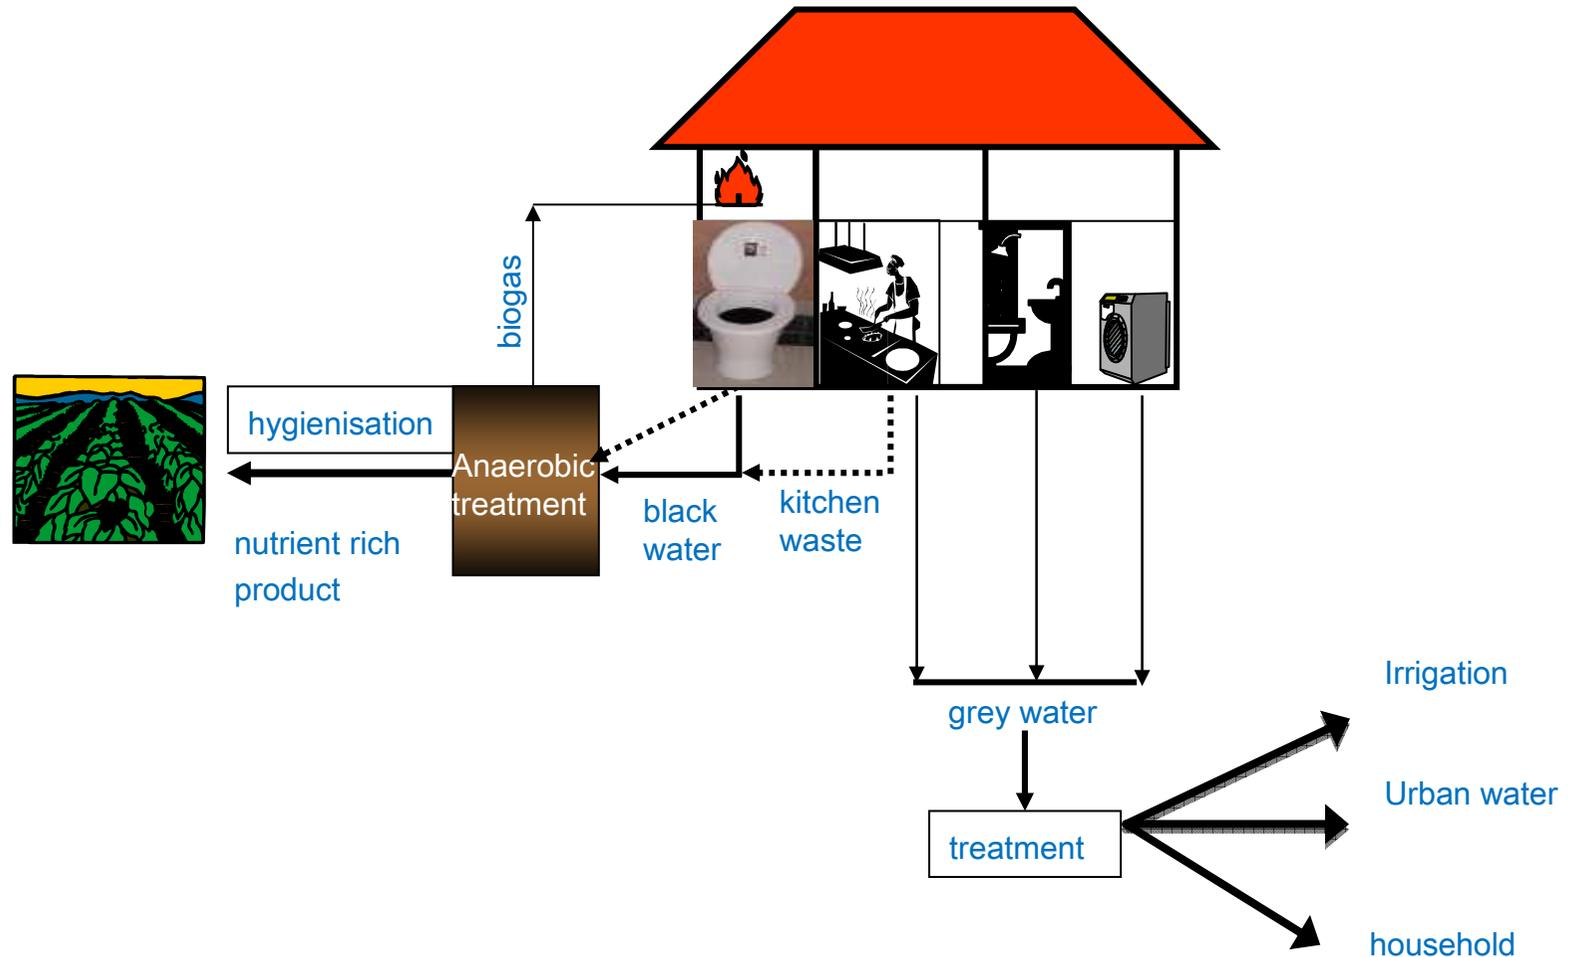 biogas
hygienisation
Anaerobic
treatment
black
water
kitchen
waste
nutrient rich
product
grey water
treatment
Irrigation
Urban water
household